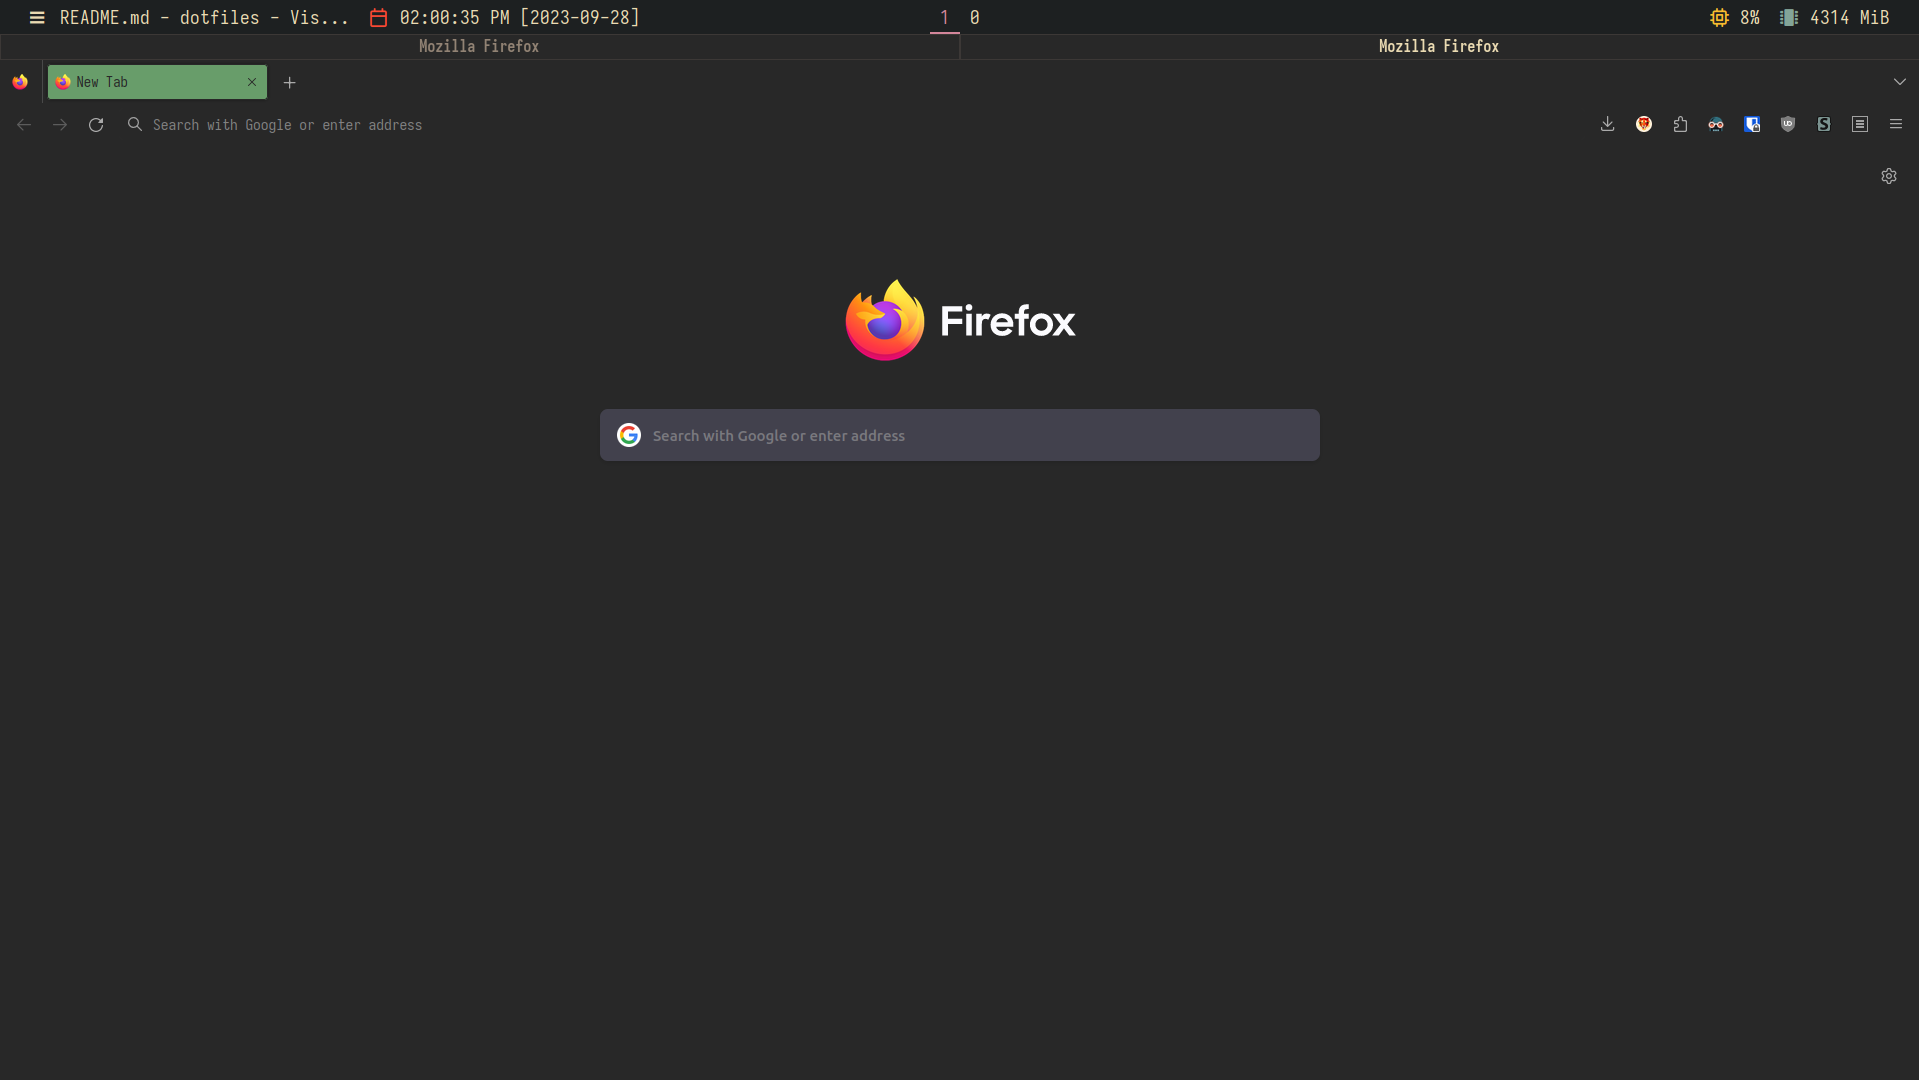 README.md - dotfiles - Vis... 02:00:35 PM [2023-09-28] 1 0 8% 4314 MiB
Mozilla Firefox Mozilla Firefox
New Tab
Search with Google or enter address
Firefox
Search with Google or enter address